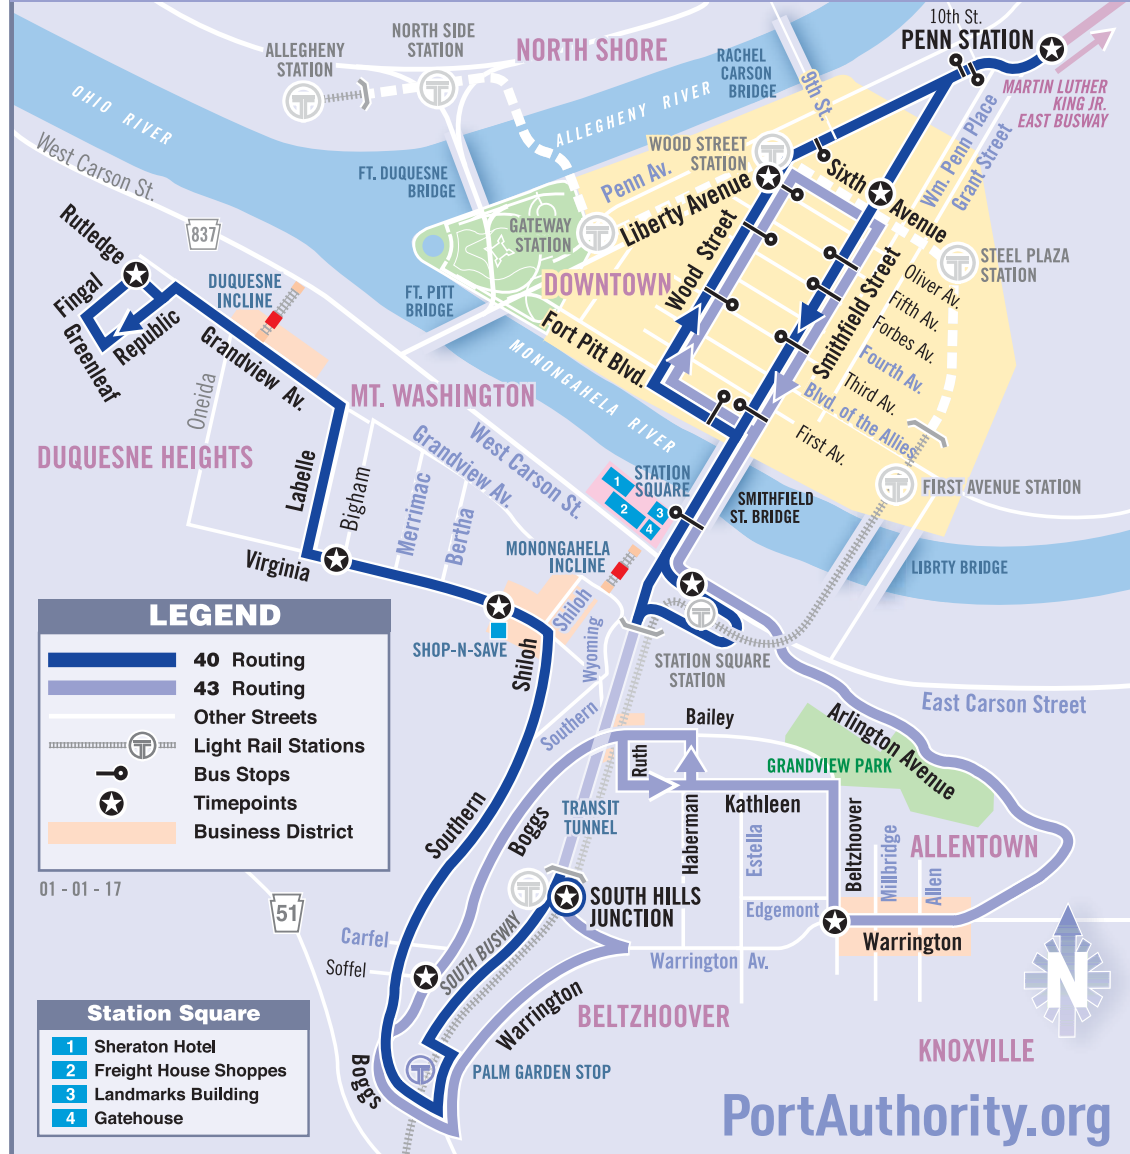 10th St.
PENN STATION
NORTH SIDE
STATION
ALLEGHENY
STATION
NORTH SHORE
RACHEL
CARSON
BRIDGE
9th St.
MARTIN LUTHER
KING JR.
EAST BUSWAY
OHIO RIVER
ALLEGHENY RIVER
West Carson St.
WOOD STREET
STATION
FT. DUQUESNE
BRIDGE
Penn Av.
Sixth
Avenue
Wm. Penn Place
Grant Street
Liberty Avenue
GATEWAY
STATION
Rutledge
837
STEEL PLAZA
STATION
Fingal
DUQUESNE
INCLINE
FT. PITT
BRIDGE
DOWNTOWN
Wood Street
Smithfield Street
Oliver Av.
Fifth Av.
Forbes Av.
Fourth Av.
Third Av.
Blvd. of the Allies
First Av.
Republic
Greenleaf
Grandview Av.
Fort Pitt Blvd.
MONONGAHELA RIVER
Oneida
MT. WASHINGTON
DUQUESNE HEIGHTS
Grandview Av.
West Carson St.
Labelle
Bigham
Merrimac
Bertha
STATION
SQUARE
1
2
3
4
SMITHFIELD
ST. BRIDGE
FIRST AVENUE STATION
Virginia
MONONGAHELA
INCLINE
LIBRTY BRIDGE
LEGEND
40 Routing
43 Routing
Other Streets
Light Rail Stations
Bus Stops
Timepoints
Business District
01 - 01 - 17
SHOP-N-SAVE
Shiloh
Shiloh
Wyoming
STATION SQUARE
STATION
East Carson Street
Southern
Bailey
Arlington Avenue
Ruth
GRANDVIEW PARK
Kathleen
TRANSIT
TUNNEL
Southern
Boggs
Haberman
Estella
Beltzhoover
Millbridge
Allen
ALLENTOWN
51
SOUTH HILLS
JUNCTION
Edgemont
Warrington
Carfel
Soffel
SOUTH BUSWAY
Warrington Av.
Warrington
BELTZHOOVER
KNOXVILLE
N
Boggs
PALM GARDEN STOP
Station Square
1 Sheraton Hotel
2 Freight House Shoppes
3 Landmarks Building
4 Gatehouse
PortAuthority.org